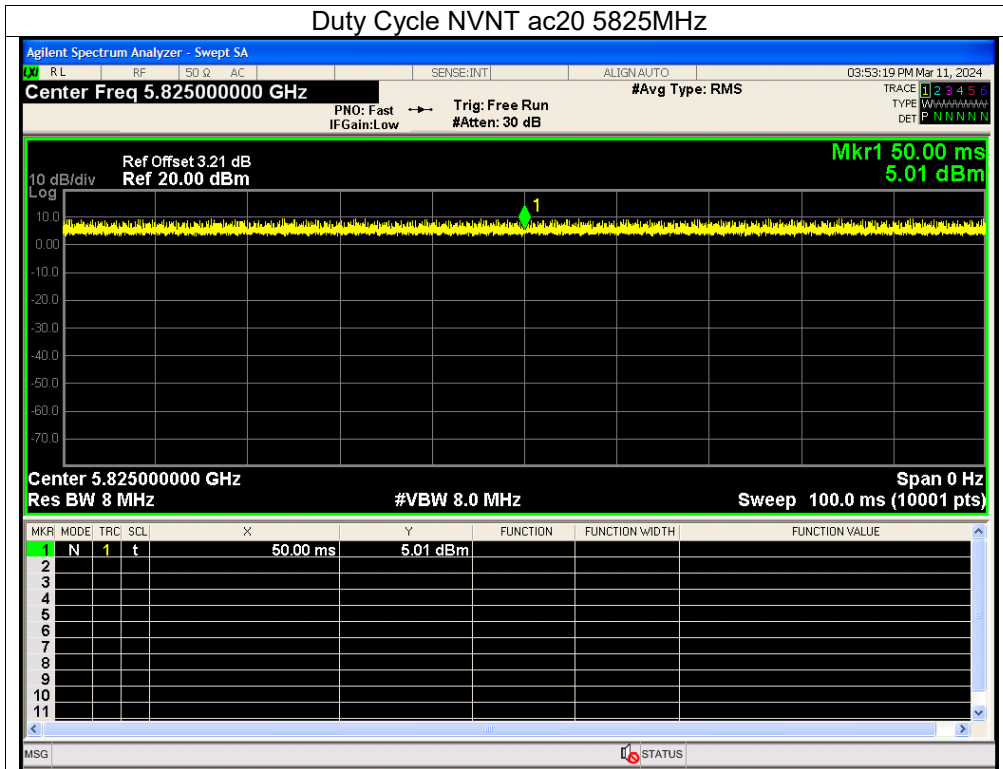 Duty Cycle NVNT ac20 5825MHz
Agilent Spectrum Analyzer - Swept SA
LXI RL RF 50 Ω AC SENSE:INT ALIGN AUTO 03:53:19 PM Mar 11, 2024
Center Freq 5.825000000 GHz #Avg Type: RMS TRACE 1 2 3 4 5 6
PNO: Fast Trig: Free Run TYPE WWWWWW
IFGain:Low #Atten: 30 dB DET P N N N N N
Mkr1 50.00 ms
Ref Offset 3.21 dB
10 dB/div Ref 20.00 dBm 5.01 dBm
Log
1
10.0
0.00
-10.0
-20.0
-30.0
-40.0
-50.0
-60.0
-70.0
Center 5.825000000 GHz Span 0 Hz
Res BW 8 MHz #VBW 8.0 MHz Sweep 100.0 ms (10001 pts)
MKR MODE TRC SCL X Y FUNCTION FUNCTION WIDTH FUNCTION VALUE
1 N 1 t 50.00 ms 5.01 dBm
2
3
4
5
6
7
8
9
10
11
MSG STATUS